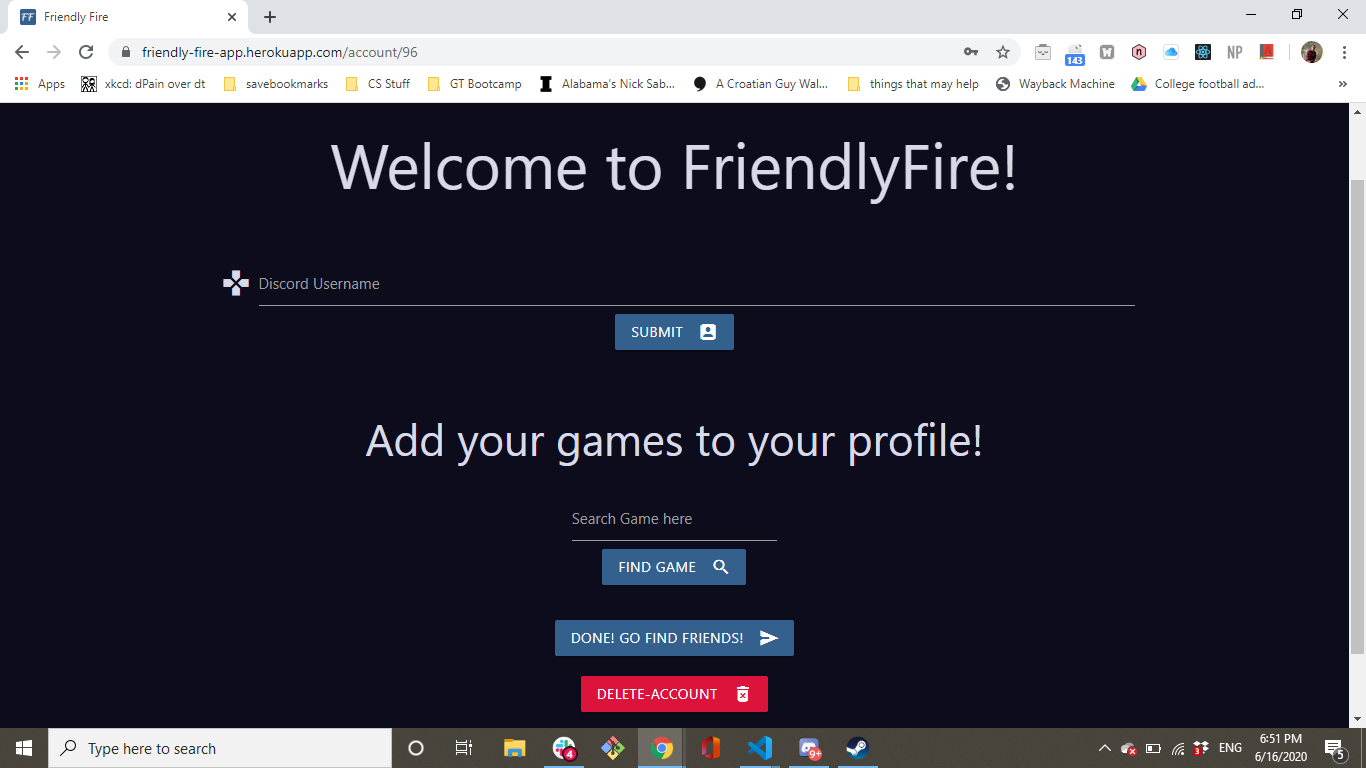 FF Friendly Fire
friendly-fire-app.herokuapp.com/account/96
143
W
n
NP
Apps
xkcd: dPain over dt
savebookmarks
CS Stuff
GT Bootcamp
I
Alabama's Nick Sab...
A Croatian Guy Wal...
things that may help
Wayback Machine
College football ad...
»
Welcome to FriendlyFire!
Discord Username
SUBMIT
Add your games to your profile!
Search Game here
FIND GAME
DONE! GO FIND FRIENDS!
DELETE-ACCOUNT
Type here to search
4
9+
3
ENG
6:51 PM
6/16/2020
5